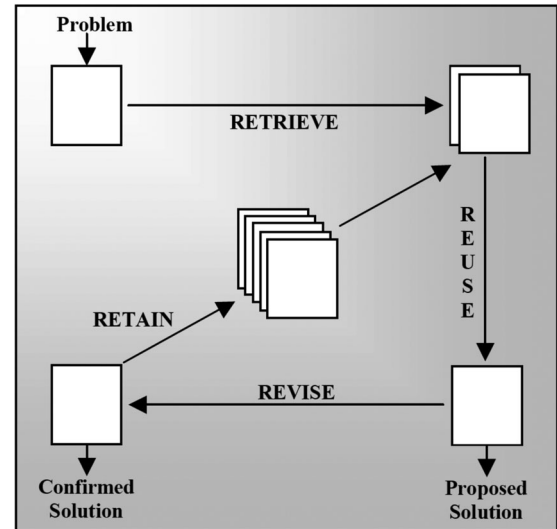 Problem
RETRIEVE
R
E
U
S
E
RETAIN
REVISE
Confirmed
Solution
Proposed
Solution